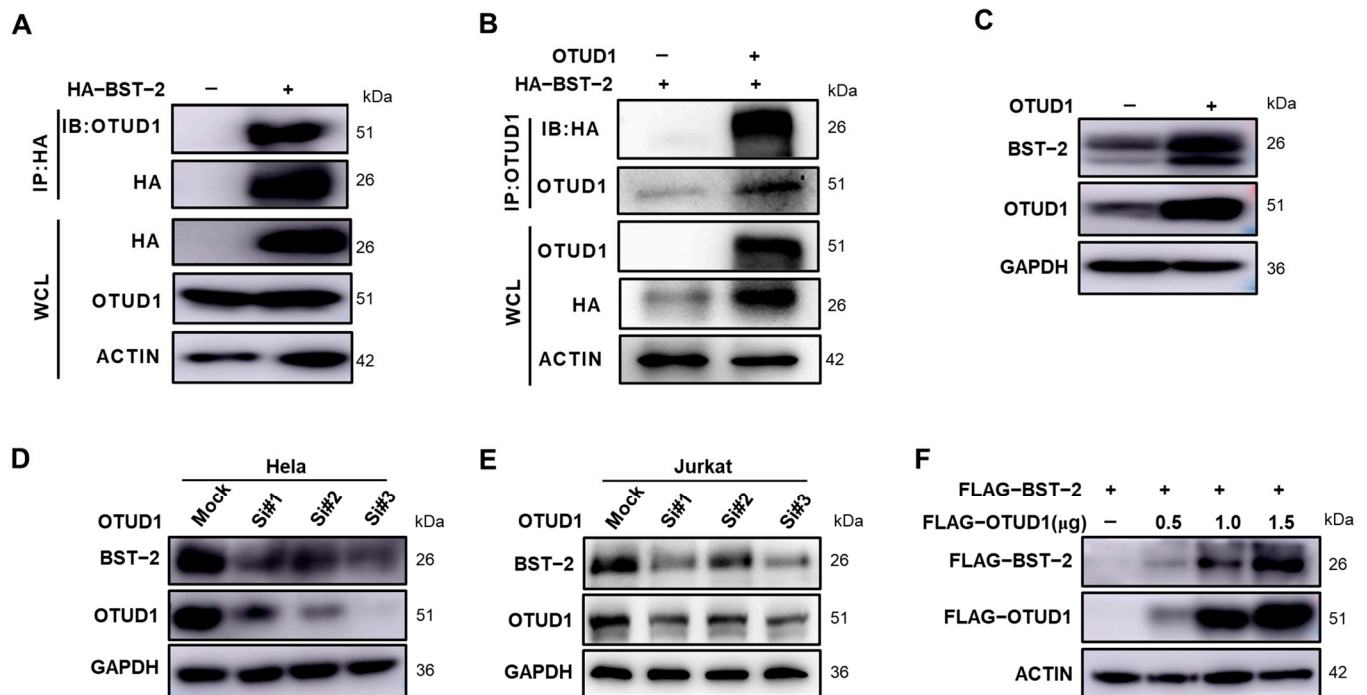 A
HA−BST−2 − + kDa
IP:HA
IB:OTUD1 51
HA 26
WCL
HA 26
OTUD1 51
ACTIN 42
B
OTUD1 − +
HA−BST−2 + + kDa
IP:OTUD1
IB:HA 26
OTUD1 51
WCL
OTUD1 51
HA 26
ACTIN 42
C
OTUD1 − + kDa
BST−2 26
OTUD1 51
GAPDH 36
D
Hela
OTUD1 Mock Si#1 Si#2 Si#3 kDa
BST−2 26
OTUD1 51
GAPDH 36
E
Jurkat
OTUD1 Mock Si#1 Si#2 Si#3 kDa
BST−2 26
OTUD1 51
GAPDH 36
F
FLAG−BST−2 + + + +
FLAG−OTUD1(μg) − 0.5 1.0 1.5 kDa
FLAG−BST−2 26
FLAG−OTUD1 51
ACTIN 42